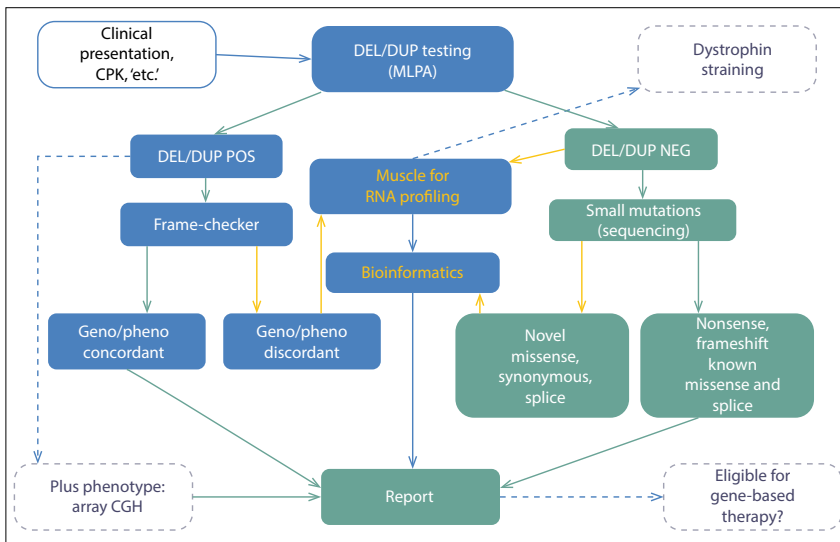 Clinical
presentation,
CPK, ‘etc.’
DEL/DUP testing
(MLPA)
Dystrophin
straining
DEL/DUP POS
Muscle for
RNA profiling
DEL/DUP NEG
Frame-checker
Small mutations
(sequencing)
Bioinformatics
Geno/pheno
concordant
Geno/pheno
discordant
Novel
missense,
synonymous,
splice
Nonsense,
frameshift
known
missense and
splice
Plus phenotype:
array CGH
Report
Eligible for
gene-based
therapy?